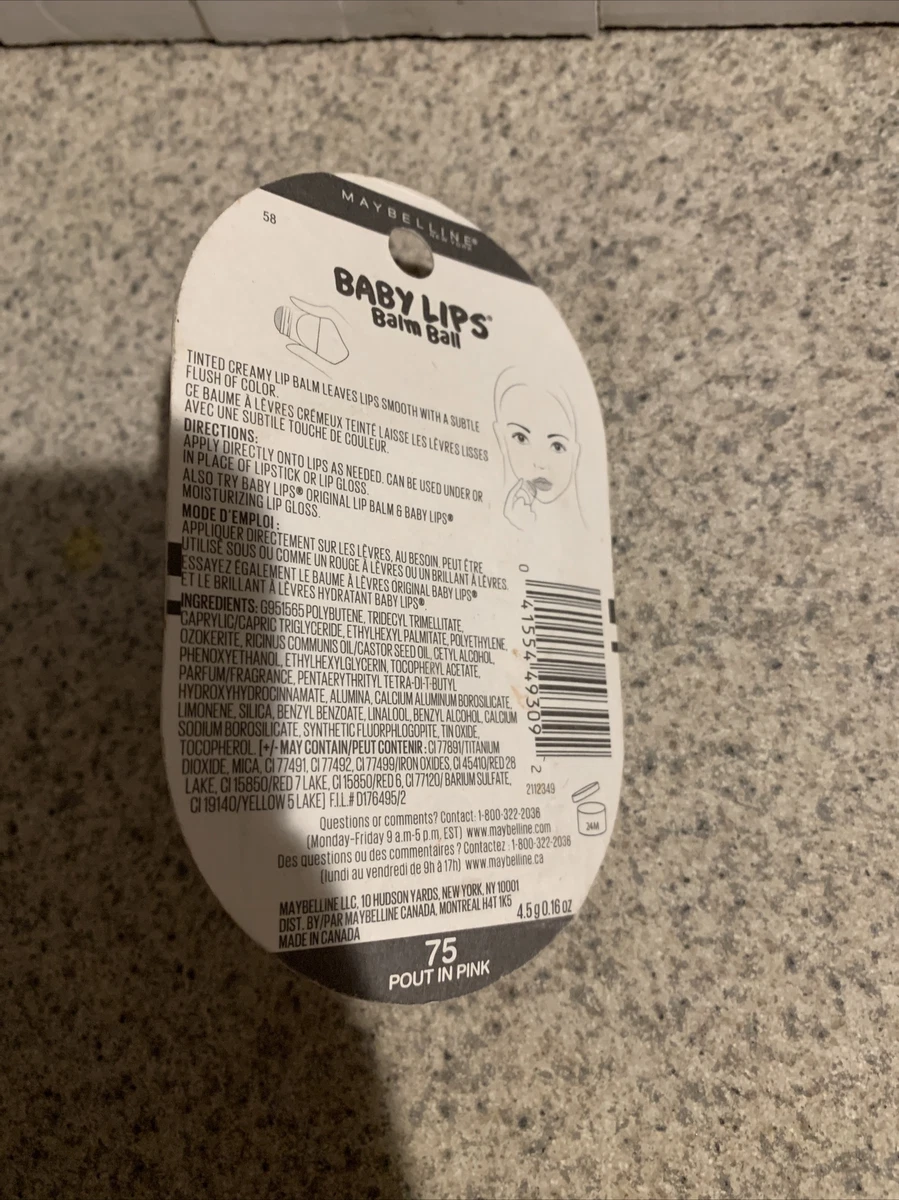 MAYBELLINE®
NEW YORK
58
BABY LIPS®
Balm Ball
TINTED CREAMY LIP BALM LEAVES LIPS SMOOTH WITH A SUBTLE
FLUSH OF COLOR.
CE BAUME À LÈVRES CRÉMEUX TEINTÉ LAISSE LES LÈVRES LISSES
AVEC UNE SUBTILE TOUCHE DE COULEUR.
DIRECTIONS:
APPLY DIRECTLY ONTO LIPS AS NEEDED. CAN BE USED UNDER OR
IN PLACE OF LIPSTICK OR LIP GLOSS.
ALSO TRY BABY LIPS® ORIGINAL LIP BALM & BABY LIPS®
MOISTURIZING LIP GLOSS.
MODE D'EMPLOI :
APPLIQUER DIRECTEMENT SUR LES LÈVRES, AU BESOIN. PEUT ÊTRE
UTILISÉ SOUS OU COMME UN ROUGE À LÈVRES OU UN BRILLANT À LÈVRES.
ESSAYEZ ÉGALEMENT LE BAUME À LÈVRES ORIGINAL BABY LIPS®
ET LE BRILLANT À LÈVRES HYDRATANT BABY LIPS®.
INGREDIENTS: G951565 POLYBUTENE, TRIDECYL TRIMELLITATE,
CAPRYLIC/CAPRIC TRIGLYCERIDE, ETHYLHEXYL PALMITATE, POLYETHYLENE,
OZOKERITE, RICINUS COMMUNIS OIL/CASTOR SEED OIL, CETYL ALCOHOL,
PHENOXYETHANOL, ETHYLHEXYLGLYCERIN, TOCOPHERYL ACETATE,
PARFUM/FRAGRANCE, PENTAERYTHRITYL TETRA-DI-T-BUTYL
HYDROXYHYDROCINNAMATE, ALUMINA, CALCIUM ALUMINUM BOROSILICATE,
LIMONENE, SILICA, BENZYL BENZOATE, LINALOOL, BENZYL ALCOHOL, CALCIUM
SODIUM BOROSILICATE, SYNTHETIC FLUORPHLOGOPITE, TIN OXIDE,
TOCOPHEROL. [+/- MAY CONTAIN/PEUT CONTENIR : CI 77891/TITANIUM
DIOXIDE, MICA, CI 77491, CI 77492, CI 77499/IRON OXIDES, CI 45410/RED 28
LAKE, CI 15850/RED 7 LAKE, CI 15850/RED 6, CI 77120/ BARIUM SULFATE,
CI 19140/YELLOW 5 LAKE] F.I.L.# D176495/2
0 41554 49309 2
2112349
24M
Questions or comments? Contact: 1-800-322-2036
(Monday-Friday 9 a.m-5 p.m, EST) www.maybelline.com
Des questions ou des commentaires ? Contactez : 1-800-322-2036
(lundi au vendredi de 9h à 17h) www.maybelline.ca
MAYBELLINE LLC, 10 HUDSON YARDS, NEW YORK, NY 10001
DIST. BY/PAR MAYBELLINE CANADA, MONTREAL H4T 1K5
MADE IN CANADA
4.5 g 0.16 oz
75
POUT IN PINK